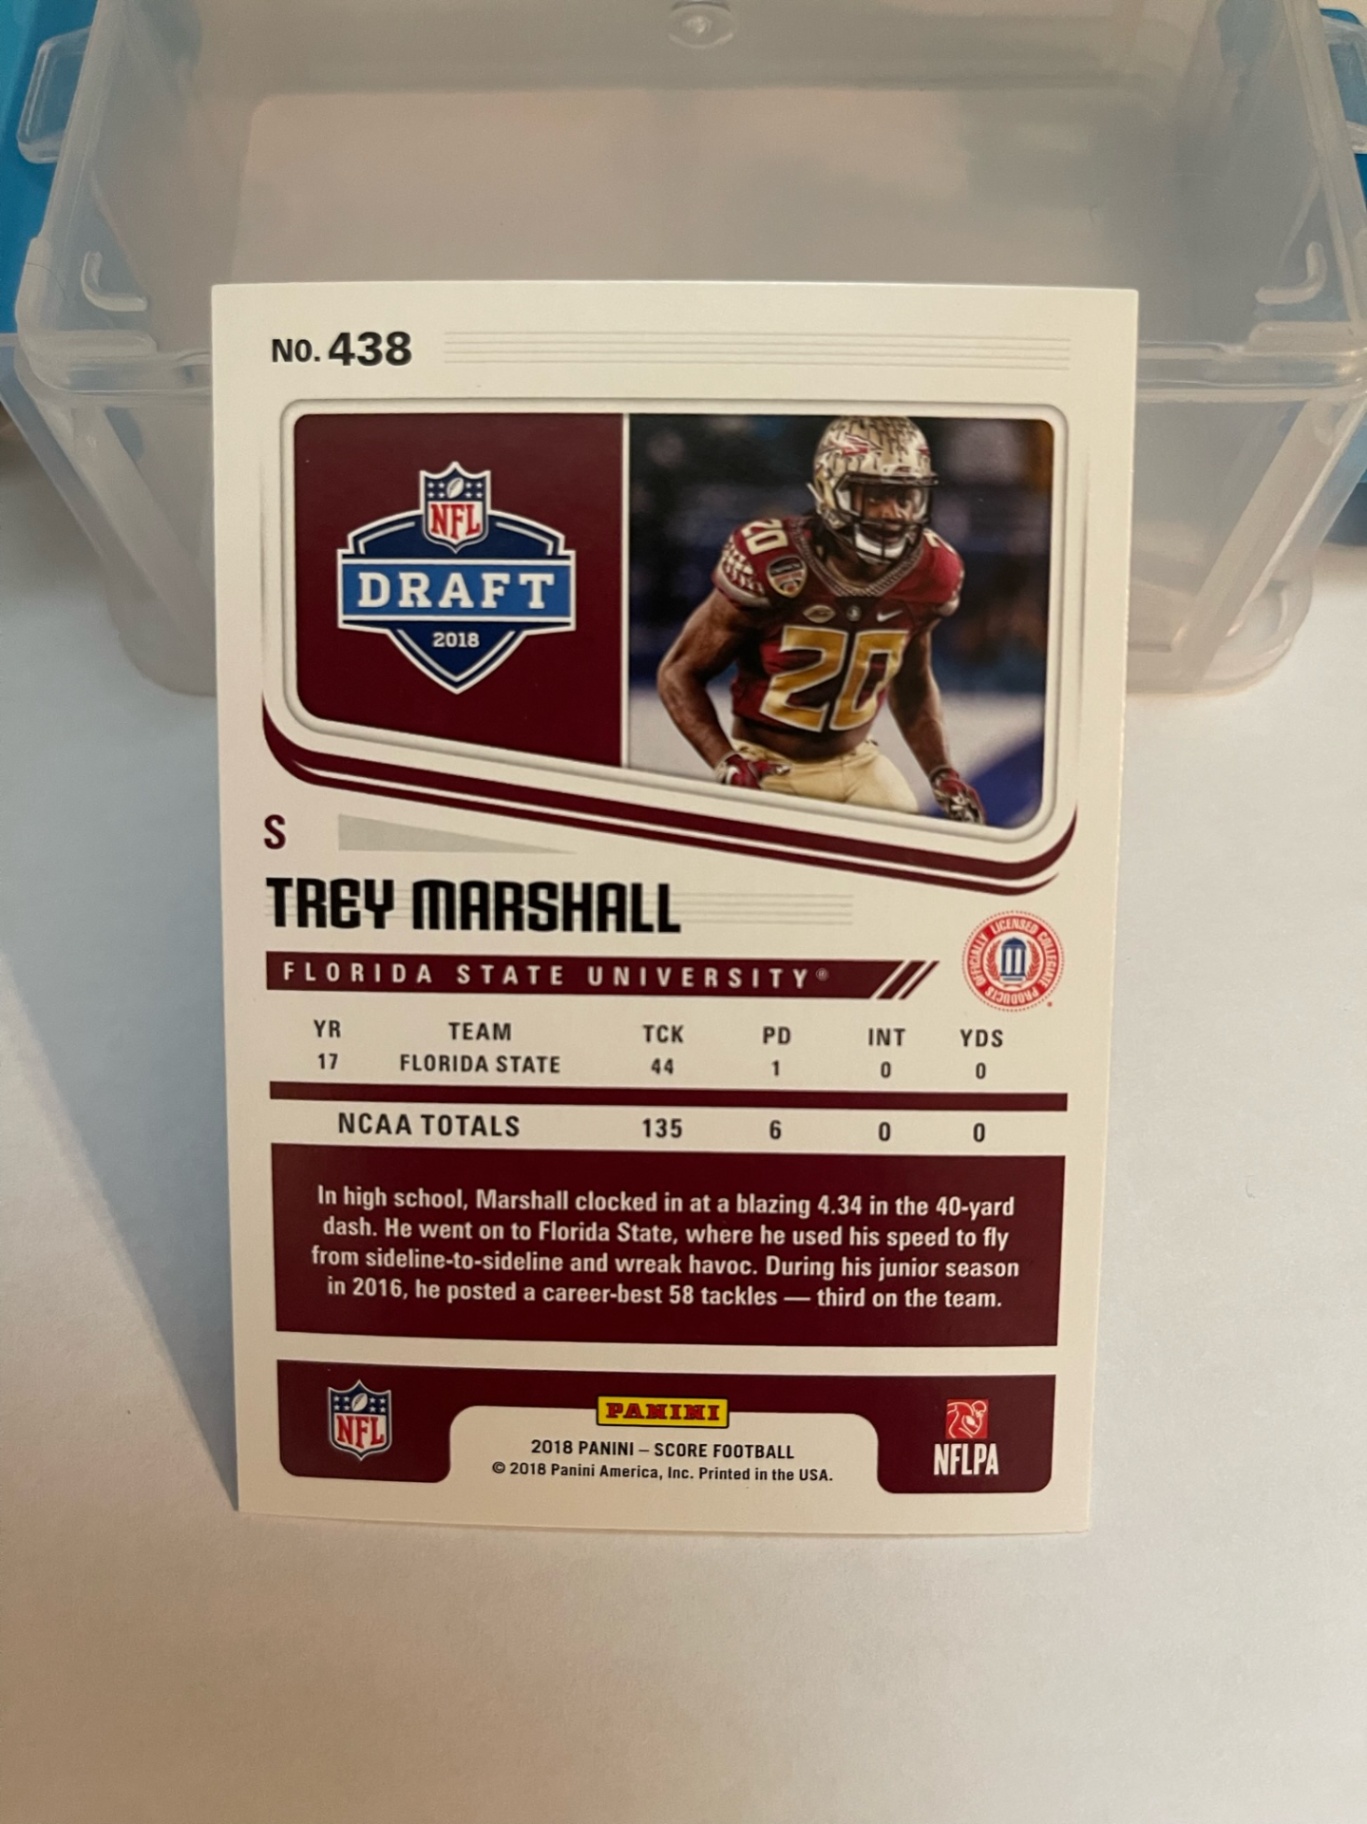 NO. 438
NFL
DRAFT
2018
20
20
S
TREY MARSHALL
FLORIDA STATE UNIVERSITY®
OFFICIALLY LICENSED COLLEGIATE PRODUCTS
YR TEAM TCK PD INT YDS
17 FLORIDA STATE 44 1 0 0
NCAA TOTALS 135 6 0 0
In high school, Marshall clocked in at a blazing 4.34 in the 40-yard
dash. He went on to Florida State, where he used his speed to fly
from sideline-to-sideline and wreak havoc. During his junior season
in 2016, he posted a career-best 58 tackles — third on the team.
NFL
PANINI
2018 PANINI – SCORE FOOTBALL
© 2018 Panini America, Inc. Printed in the USA.
NFLPA